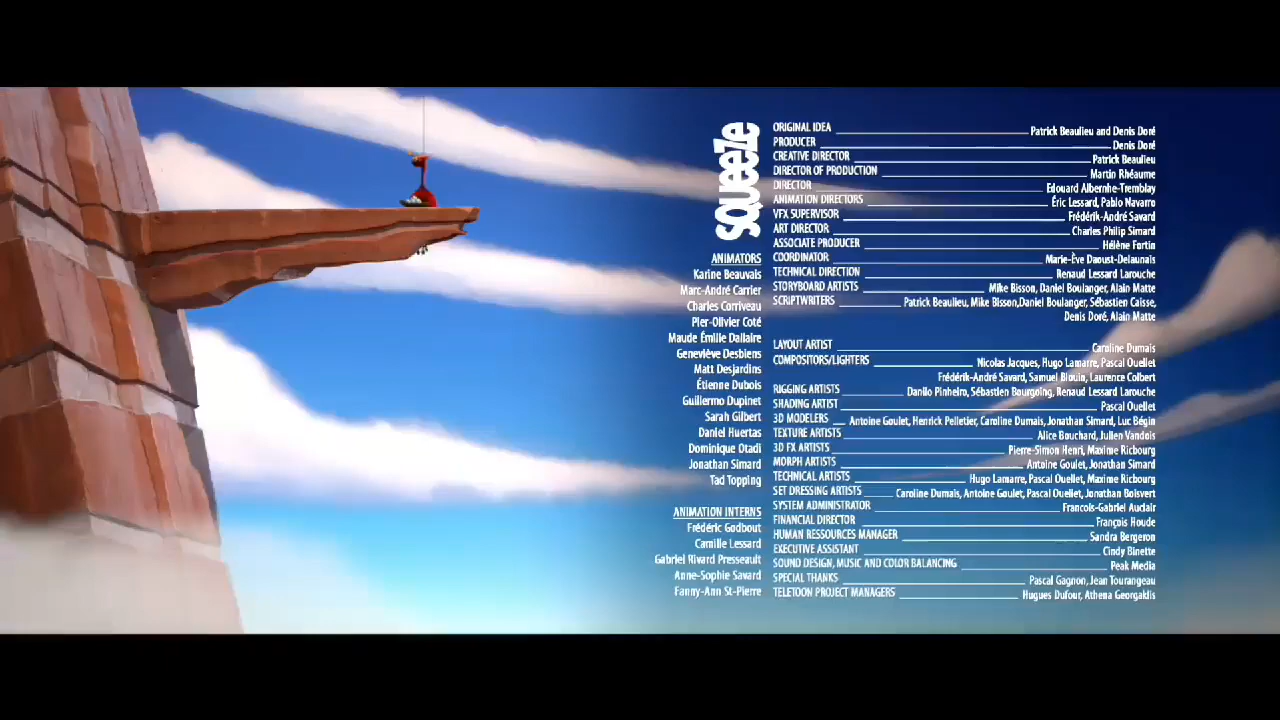 squeeze
ANIMATORS
Karine Beauvais
Marc-André Carrier
Charles Corriveau
Pier-Olivier Coté
Maude Émilie Dallaire
Geneviève Desbiens
Matt Desjardins
Étienne Dubois
Guillermo Dupinet
Sarah Gilbert
Daniel Huertas
Dominique Otadi
Jonathan Simard
Tad Topping
ANIMATION INTERNS
Frédéric Godbout
Camille Lessard
Gabriel Rivard Presseault
Anne-Sophie Savard
Fanny-Ann St-Pierre
ORIGINAL IDEA Patrick Beaulieu and Denis Doré
PRODUCER Denis Doré
CREATIVE DIRECTOR Patrick Beaulieu
DIRECTOR OF PRODUCTION Martin Rhéaume
DIRECTOR Edouard Albernhe-Tremblay
ANIMATION DIRECTORS Éric Lessard, Pablo Navarro
VFX SUPERVISOR Frédérik-André Savard
ART DIRECTOR Charles Philip Simard
ASSOCIATE PRODUCER Hélène Fortin
COORDINATOR Marie-Ève Daoust-Delaunais
TECHNICAL DIRECTION Renaud Lessard Larouche
STORYBOARD ARTISTS Mike Bisson, Daniel Boulanger, Alain Matte
SCRIPTWRITERS Patrick Beaulieu, Mike Bisson,Daniel Boulanger, Sébastien Caisse,
Denis Doré, Alain Matte
LAYOUT ARTIST Caroline Dumais
COMPOSITORS/LIGHTERS Nicolas Jacques, Hugo Lamarre, Pascal Ouellet
Frédérik-André Savard, Samuel Blouin, Laurence Colbert
RIGGING ARTISTS Danilo Pinheiro, Sébastien Bourgoing, Renaud Lessard Larouche
SHADING ARTIST Pascal Ouellet
3D MODELERS Antoine Goulet, Henrick Pelletier, Caroline Dumais, Jonathan Simard, Luc Bégin
TEXTURE ARTISTS Alice Bouchard, Julien Vandois
3D FX ARTISTS Pierre-Simon Henri, Maxime Ricbourg
MORPH ARTISTS Antoine Goulet, Jonathan Simard
TECHNICAL ARTISTS Hugo Lamarre, Pascal Ouellet, Maxime Ricbourg
SET DRESSING ARTISTS Caroline Dumais, Antoine Goulet, Pascal Ouellet, Jonathan Boisvert
SYSTEM ADMINISTRATOR Francois-Gabriel Auclair
FINANCIAL DIRECTOR François Houde
HUMAN RESSOURCES MANAGER Sandra Bergeron
EXECUTIVE ASSISTANT Cindy Binette
SOUND DESIGN, MUSIC AND COLOR BALANCING Peak Media
SPECIAL THANKS Pascal Gagnon, Jean Tourangeau
TELETOON PROJECT MANAGERS Hugues Dufour, Athena Georgaklis